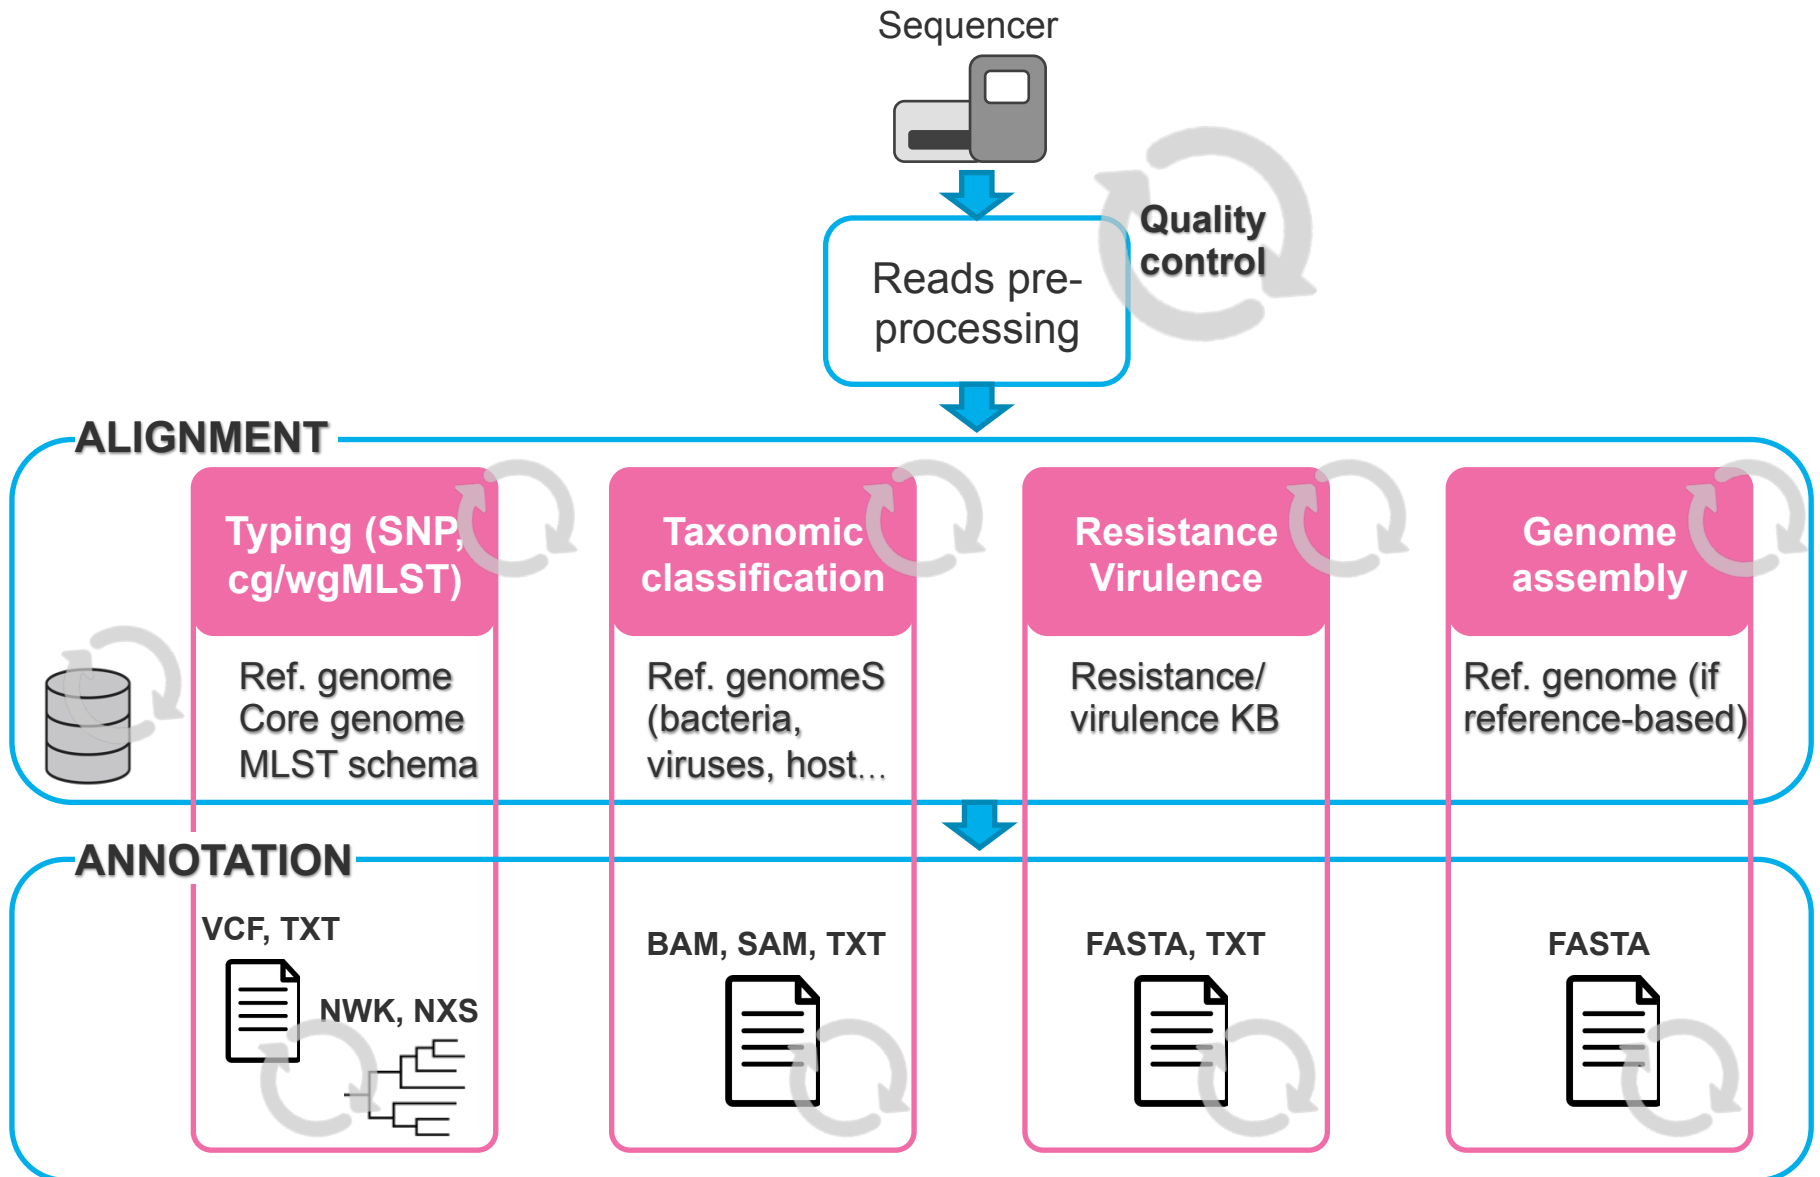 Sequencer
Quality
control
Reads pre-
processing
ALIGNMENT
Typing (SNP,
cg/wgMLST)
Taxonomic
classification
Resistance
Virulence
Genome
assembly
Ref. genome
Core genome
MLST schema
Ref. genomeS
(bacteria,
viruses, host...
Resistance/
virulence KB
Ref. genome (if
reference-based)
ANNOTATION
VCF, TXT
NWK, NXS
BAM, SAM, TXT
FASTA, TXT
FASTA